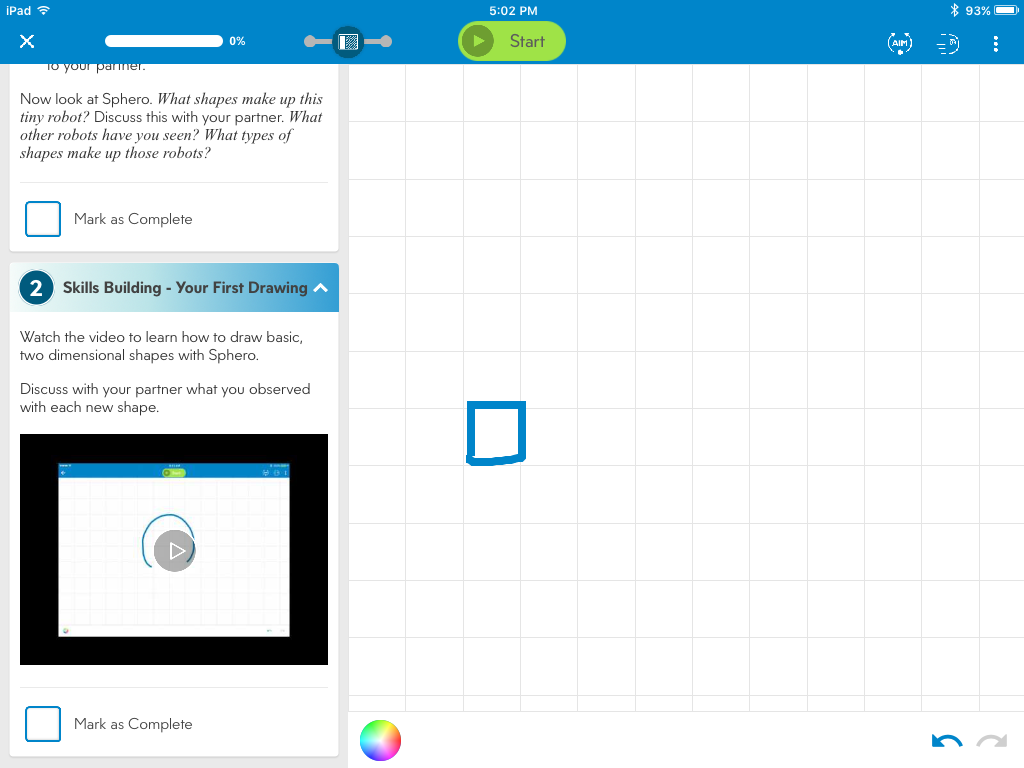 iPad
5:02 PM
93%
0%
Start
AIM
to your partner.
Now look at Sphero. What shapes make up this
tiny robot? Discuss this with your partner. What
other robots have you seen? What types of
shapes make up those robots?
Mark as Complete
2
Skills Building - Your First Drawing
Watch the video to learn how to draw basic,
two dimensional shapes with Sphero.
Discuss with your partner what you observed
with each new shape.
Mark as Complete